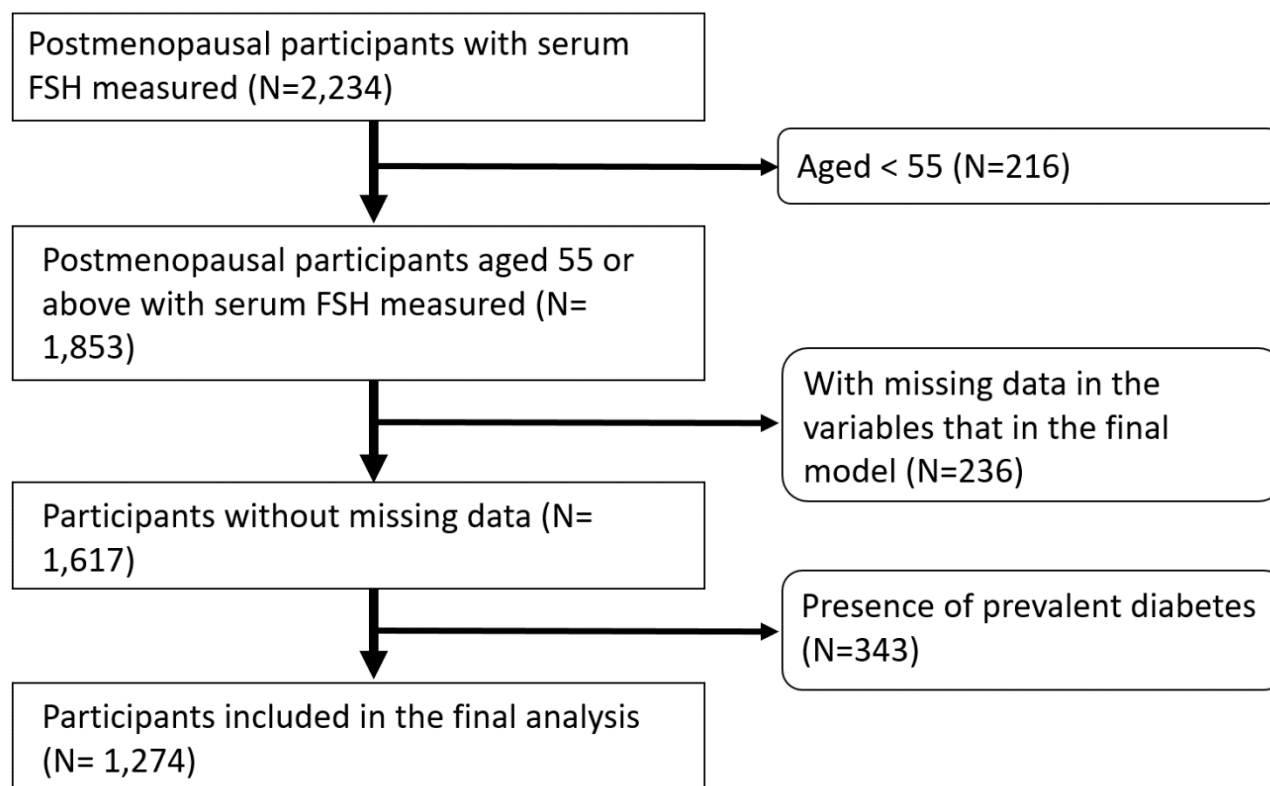 Postmenopausal participants with serum
FSH measured (N=2,234)
Aged < 55 (N=216)
Postmenopausal participants aged 55 or
above with serum FSH measured (N=
1,853)
With missing data in the
variables that in the final
model (N=236)
Participants without missing data (N=
1,617)
Presence of prevalent diabetes
(N=343)
Participants included in the final analysis
(N= 1,274)